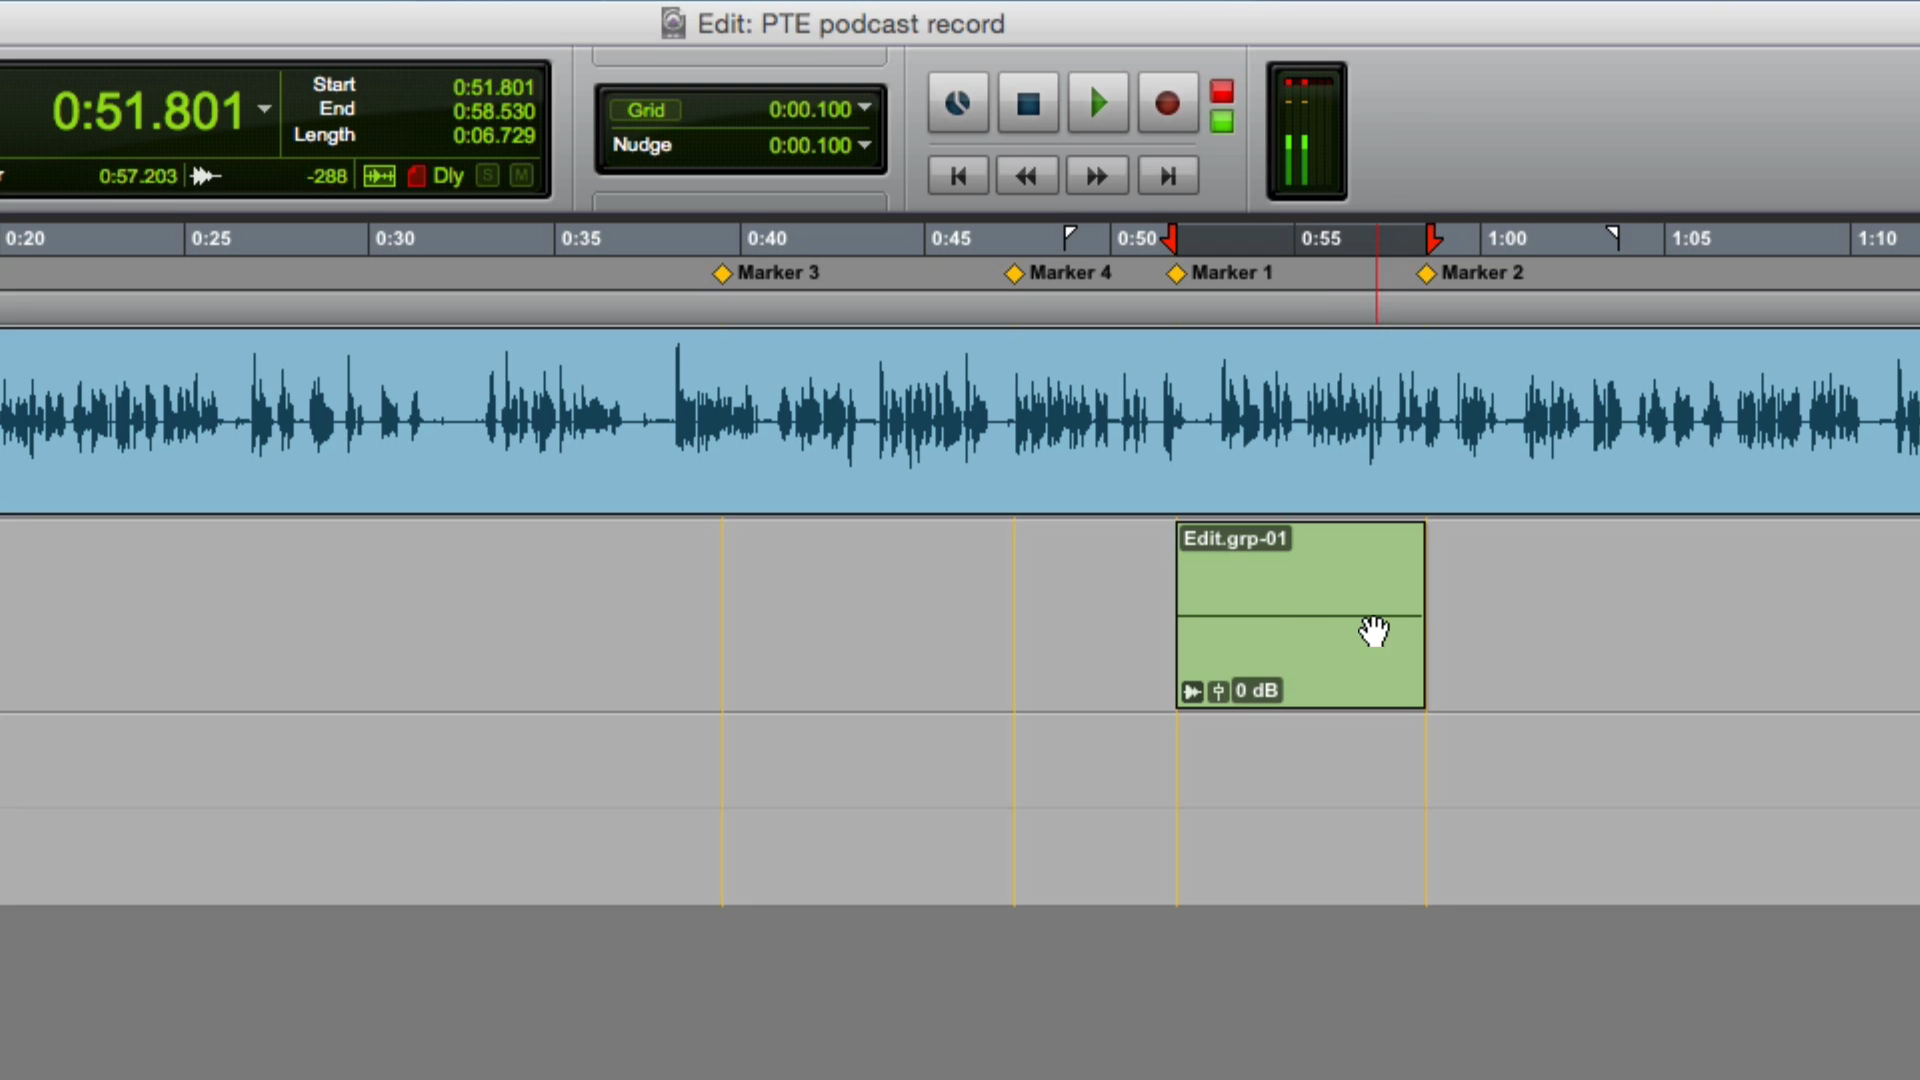 Edit: PTE podcast record
0:51.801
Start 0:51.801
End 0:58.530
Length 0:06.729
0:57.203 -288 Dly S M
Grid 0:00.100
Nudge 0:00.100
0:20 0:25 0:30 0:35 0:40 0:45 0:50 0:55 1:00 1:05 1:10
Marker 3 Marker 4 Marker 1 Marker 2
Edit.grp-01
0 dB